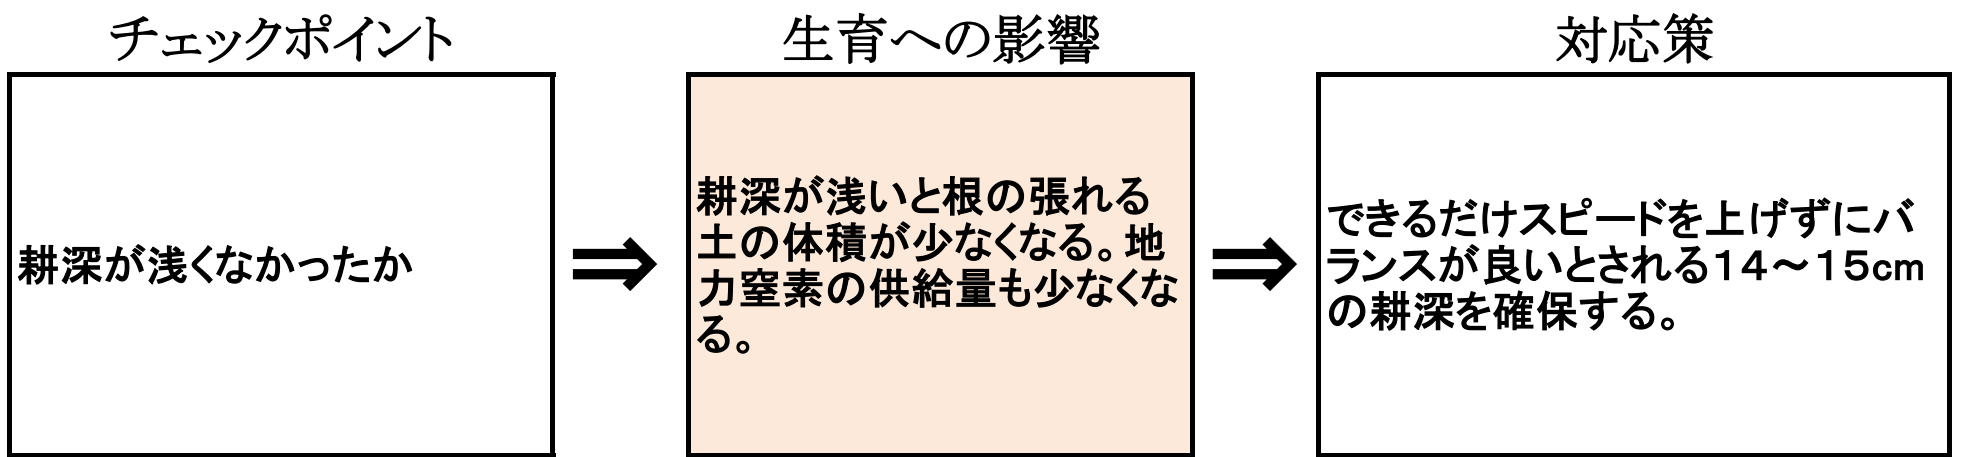 チェックポイント
生育への影響
対応策
耕深が浅くなかったか
⇒
耕深が浅いと根の張れる
土の体積が少なくなる。地
力窒素の供給量も少なくな
る。
⇒
できるだけスピードを上げずにバ
ランスが良いとされる14～15cm
の耕深を確保する。